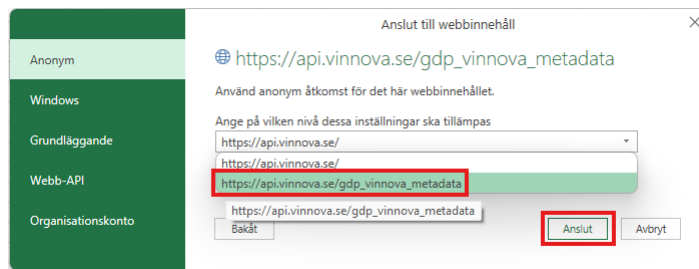 Anslut till webbinnehåll
Anonym
Windows
Grundläggande
Webb-API
Organisationskonto
https://api.vinnova.se/gdp_vinnova_metadata
Använd anonym åtkomst för det här webbinnehållet.
Ange på vilken nivå dessa inställningar ska tillämpas
https://api.vinnova.se/
https://api.vinnova.se/
https://api.vinnova.se/gdp_vinnova_metadata
https://api.vinnova.se/gdp_vinnova_metadata
Bakåt
Anslut
Avbryt